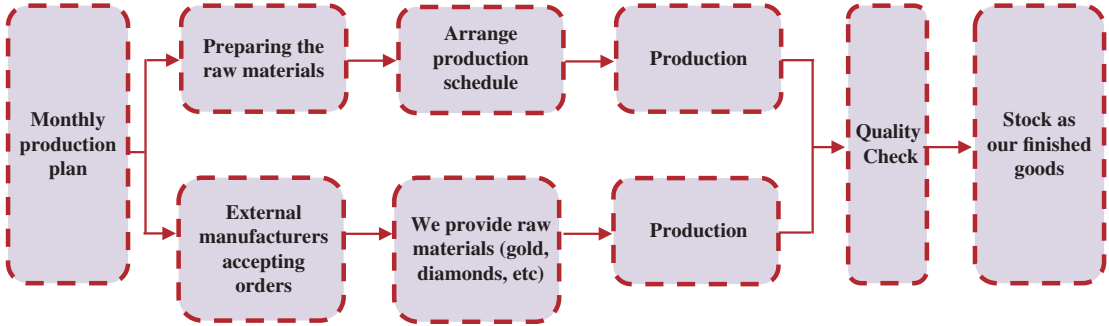 Monthly
production
plan
Preparing the
raw materials
Arrange
production
schedule
Production
External
manufacturers
accepting
orders
We provide raw
materials (gold,
diamonds, etc)
Production
Quality
Check
Stock as
our finished
goods